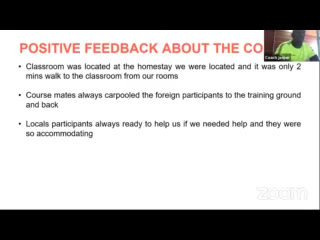 POSITIVE FEEDBACK ABOUT THE CO
• Classroom was located at the homestay we were located and it was only 2
mins walk to the classroom from our rooms
• Course mates always carpooled the foreign participants to the training ground
and back
• Locals participants always ready to help us if we needed help and they were
so accommodating
zoom